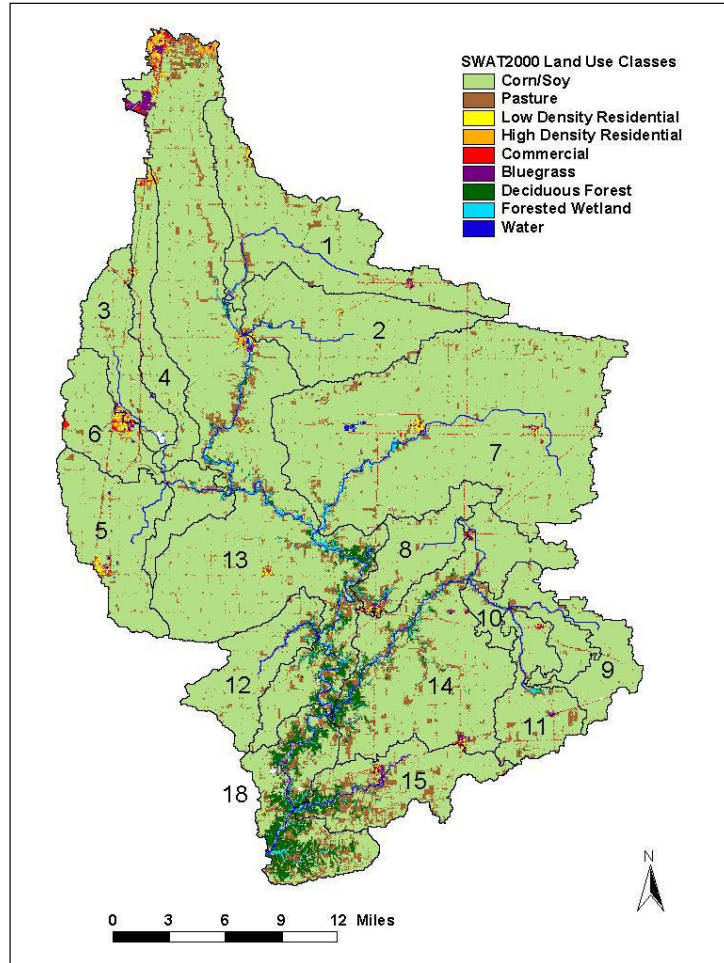 SWAT2000 Land Use Classes
Corn/Soy
Pasture
Low Density Residential
High Density Residential
Commercial
Bluegrass
Deciduous Forest
Forested Wetland
Water
1
2
3
4
6
7
5
8
13
10
9
12
14
11
15
18
N
0 3 6 9 12 Miles